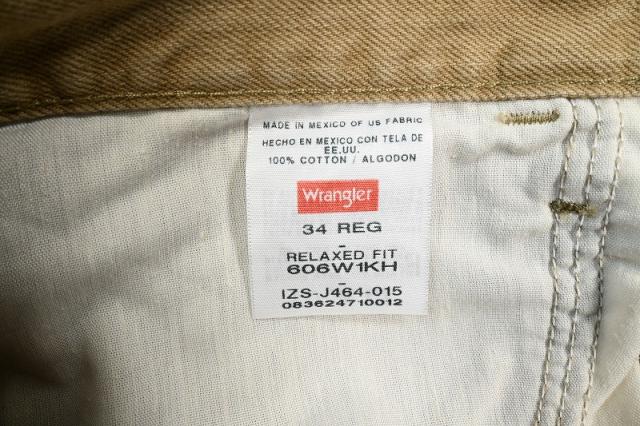 MADE IN MEXICO OF US FABRIC
HECHO EN MEXICO CON TELA DE
EE.UU.
100% COTTON / ALGODON
Wrangler
34 REG
-
RELAXED FIT
606W1KH
-
IZS-J464-015
083624710012